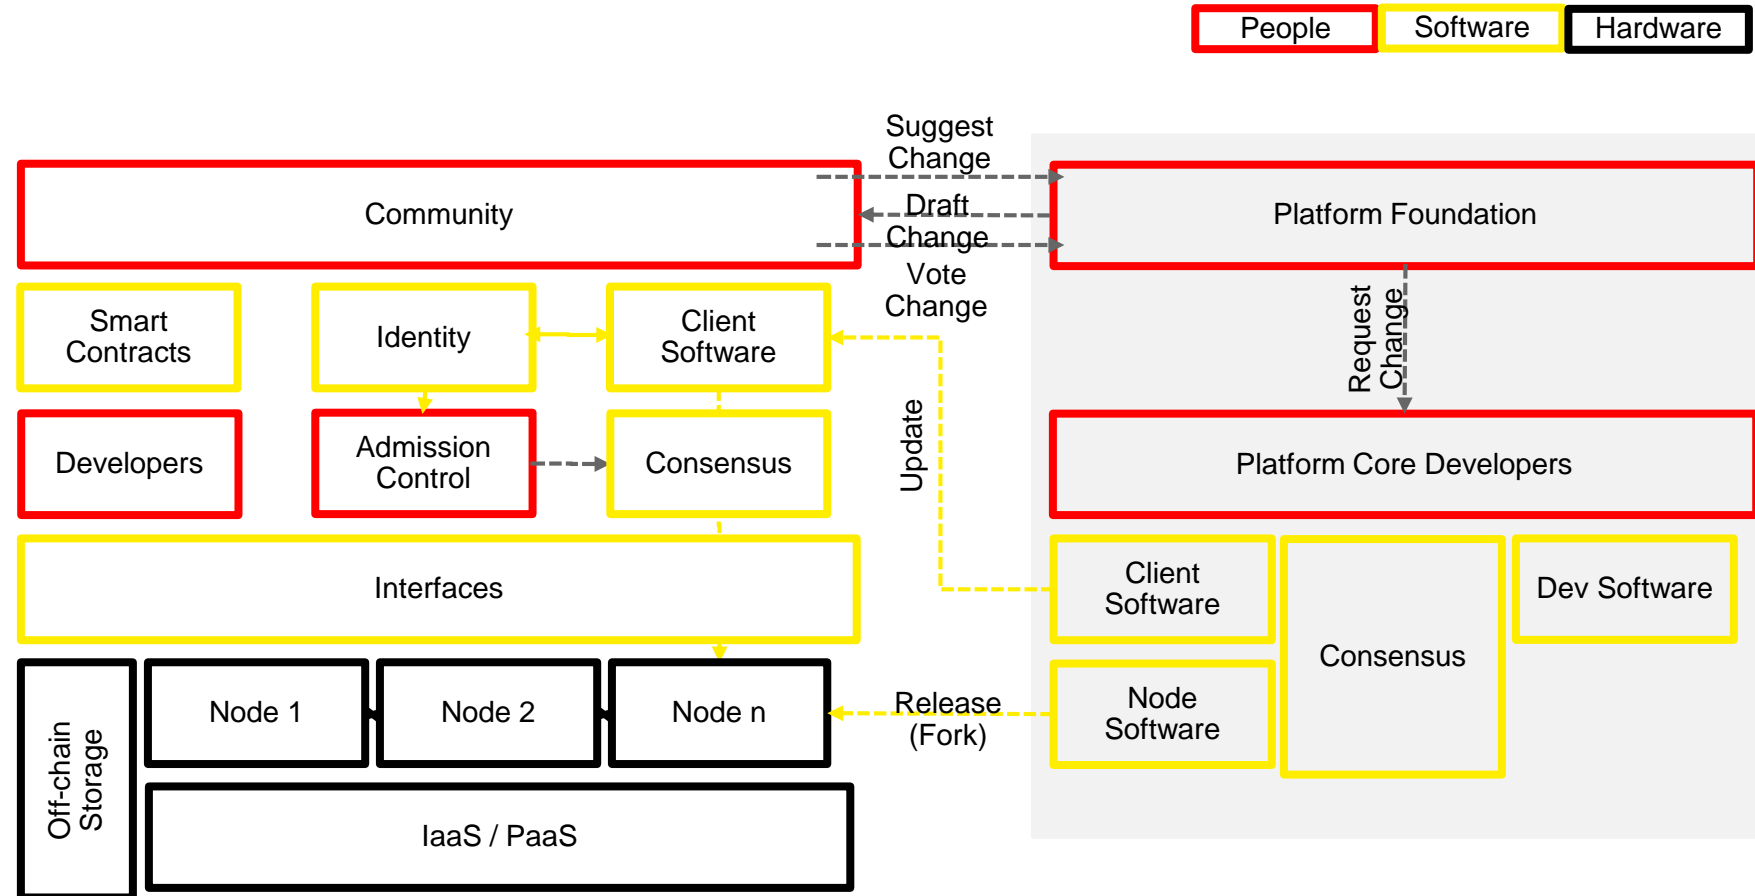 People
Software
Hardware
Suggest
Change
Community
Draft
Change
Platform Foundation
Vote
Change
Smart
Contracts
Identity
Client
Software
Request
Change
Developers
Admission
Control
Consensus
Update
Platform Core Developers
Interfaces
Client
Software
Consensus
Dev Software
Off-chain
Storage
Node 1
Node 2
Node n
Release
(Fork)
Node
Software
IaaS / PaaS